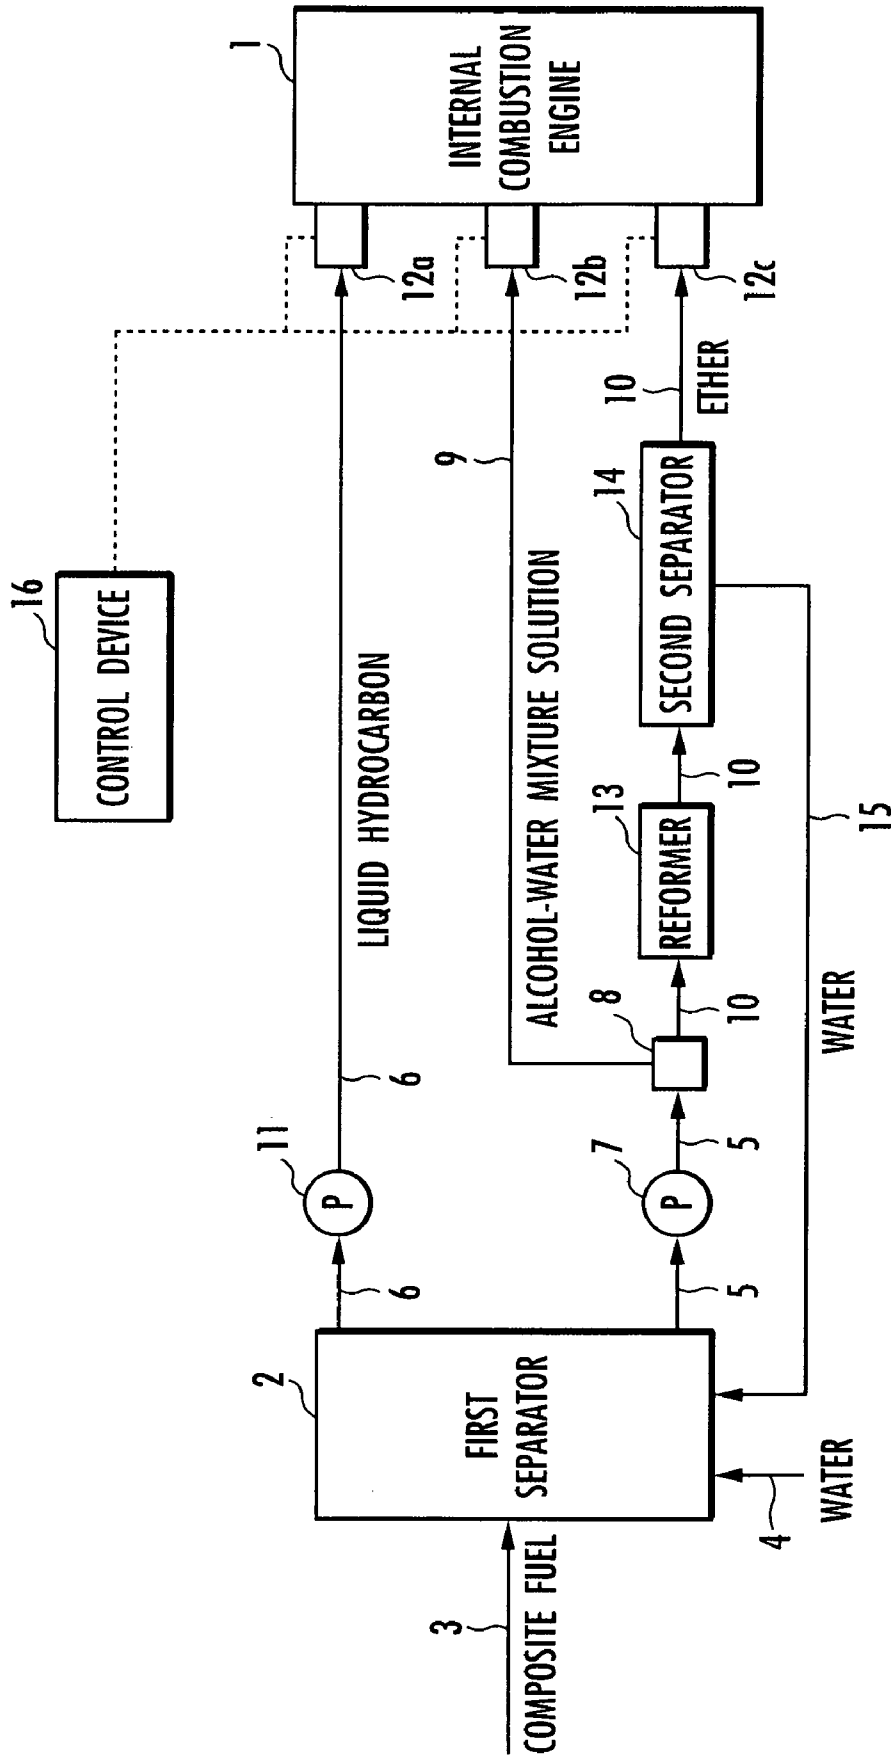 16
CONTROL DEVICE
1
INTERNAL
COMBUSTION
ENGINE
2
FIRST
SEPARATOR
3
COMPOSITE FUEL
4
WATER
6
11
P
6
LIQUID HYDROCARBON
12a
9
ALCOHOL-WATER MIXTURE SOLUTION
12b
5
7
P
5
8
10
13
REFORMER
10
14
SECOND SEPARATOR
10
ETHER
12c
15
WATER